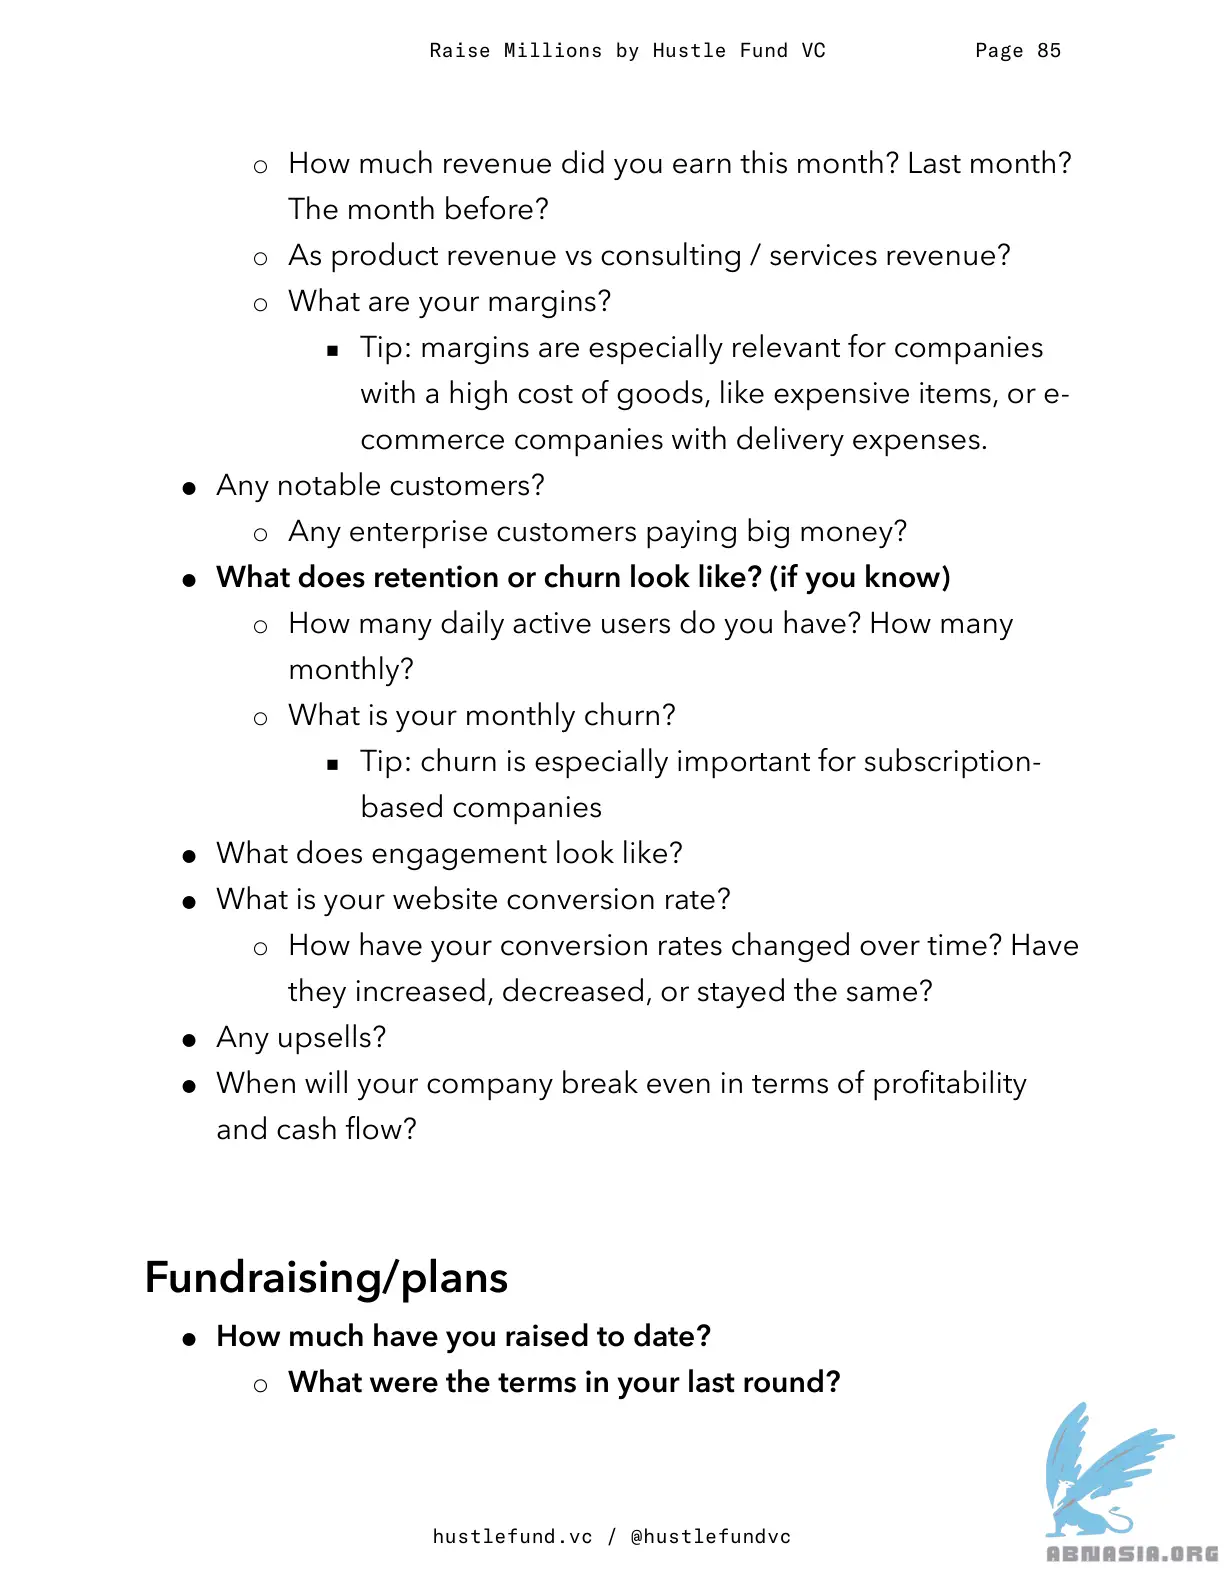 Raise Millions by Hustle Fund VC Page 85
○ How much revenue did you earn this month? Last month?
The month before?
○ As product revenue vs consulting / services revenue?
○ What are your margins?
■ Tip: margins are especially relevant for companies
with a high cost of goods, like expensive items, or e-
commerce companies with delivery expenses.
● Any notable customers?
○ Any enterprise customers paying big money?
● What does retention or churn look like? (if you know)
○ How many daily active users do you have? How many
monthly?
○ What is your monthly churn?
■ Tip: churn is especially important for subscription-
based companies
● What does engagement look like?
● What is your website conversion rate?
○ How have your conversion rates changed over time? Have
they increased, decreased, or stayed the same?
● Any upsells?
● When will your company break even in terms of profitability
and cash flow?
Fundraising/plans
● How much have you raised to date?
○ What were the terms in your last round?
hustlefund.vc / @hustlefundvc
ABNASIA.ORG